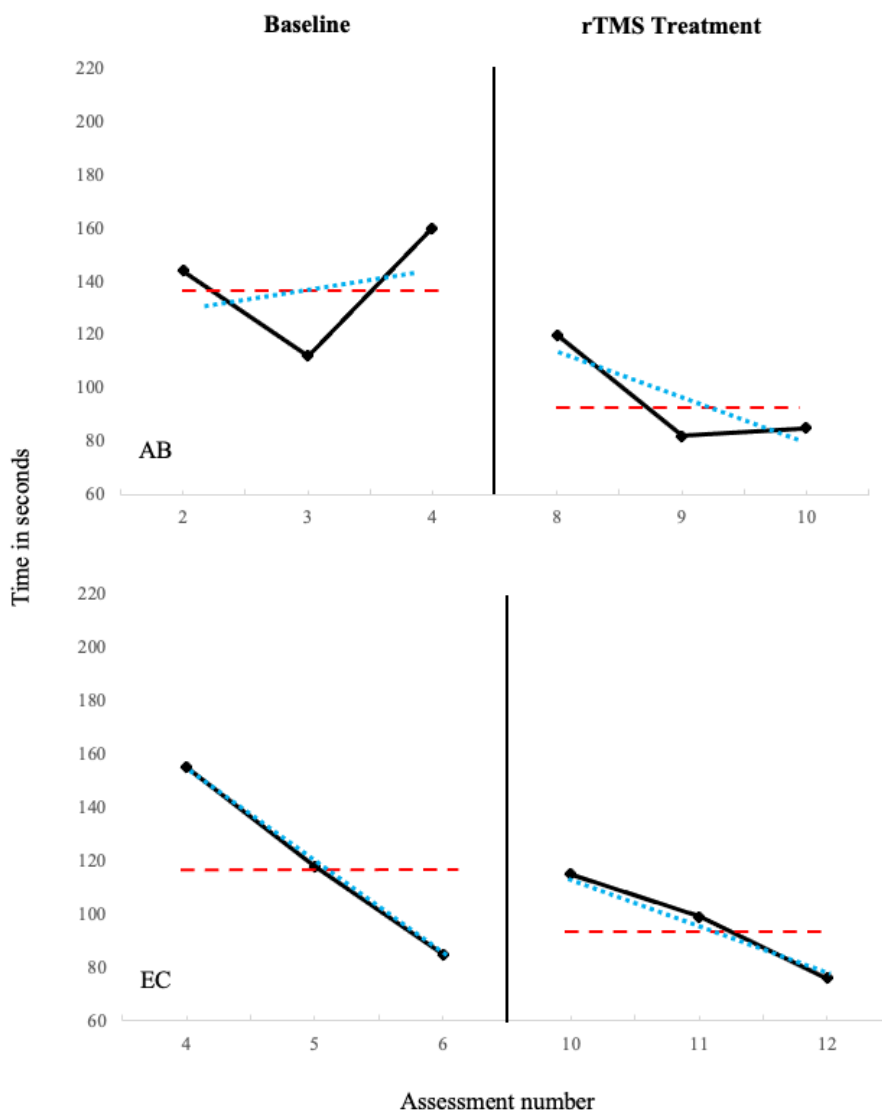 Baseline
rTMS Treatment
220
200
180
160
140
120
100
80
60
AB
2 3 4 8 9 10
Time in seconds
220
200
180
160
140
120
100
80
60
EC
4 5 6 10 11 12
Assessment number